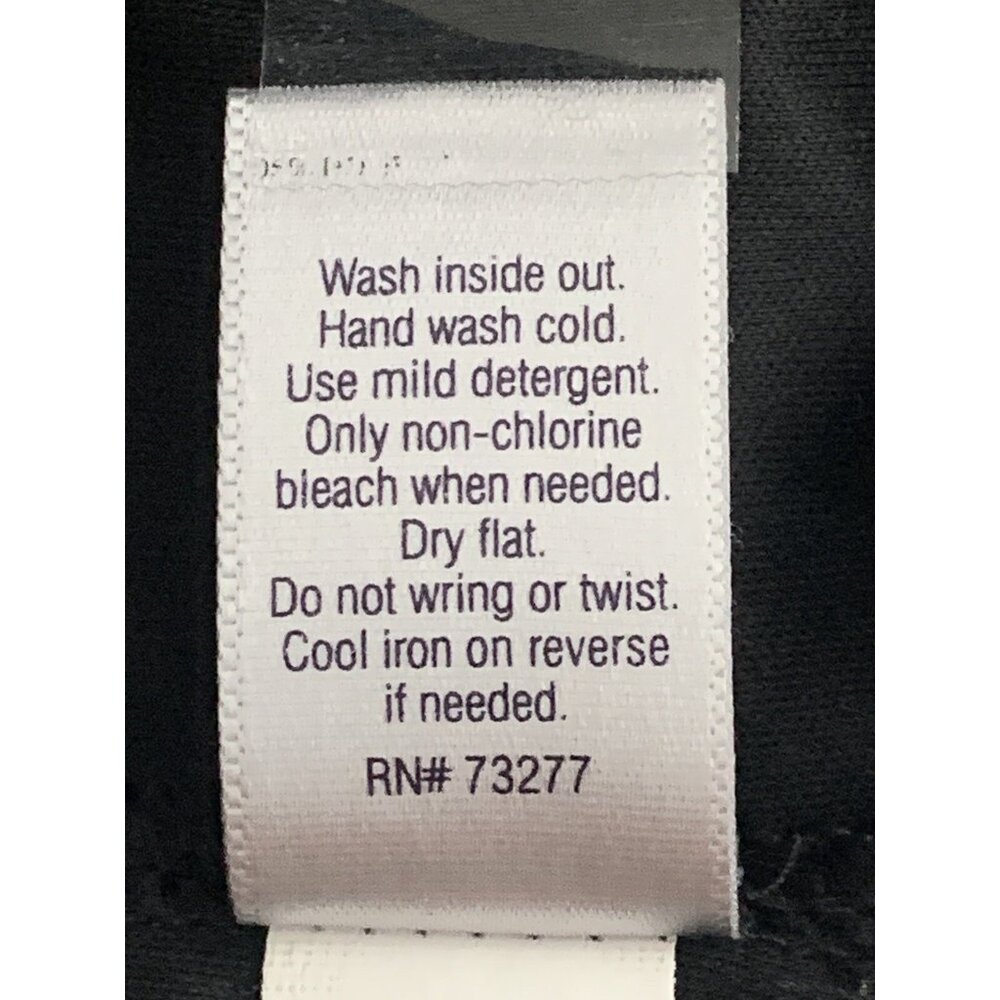 Wash inside out.
Hand wash cold.
Use mild detergent.
Only non-chlorine
bleach when needed.
Dry flat.
Do not wring or twist.
Cool iron on reverse
if needed.
RN# 73277